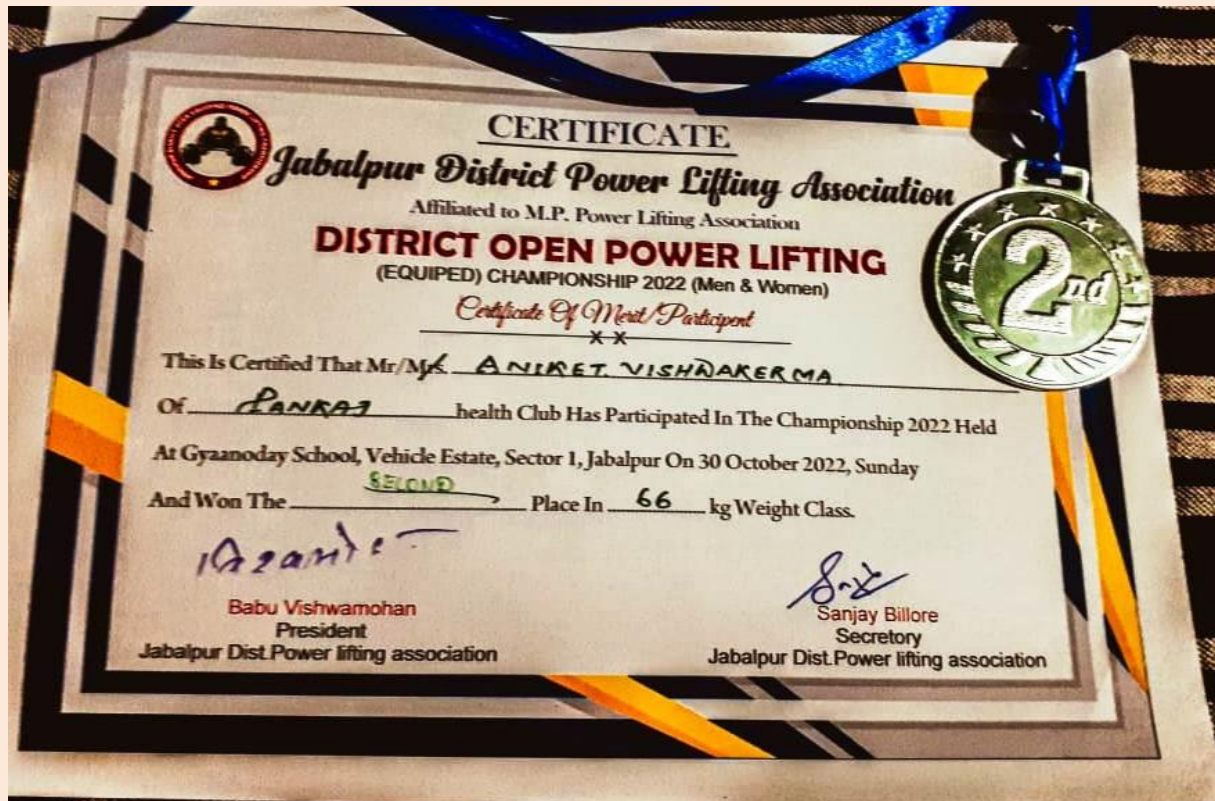 CERTIFICATE
Jabalpur District Power Lifting Association
Affiliated to M.P. Power Lifting Association
DISTRICT OPEN POWER LIFTING
(EQUIPED) CHAMPIONSHIP 2022 (Men & Women)
Certificate Of Merit/Participent
x-x
This Is Certified That Mr/Mrs. ANIKET VISHWAKERMA
Of PANKAJ health Club Has Participated In The Championship 2022 Held
At Gyaanoday School, Vehicle Estate, Sector 1, Jabalpur On 30 October 2022, Sunday
And Won The SECOND Place In 66 kg Weight Class.
Babu Vishwamohan
President
Jabalpur Dist.Power lifting association
Sanjay Billore
Secretary
Jabalpur Dist.Power lifting association
2nd